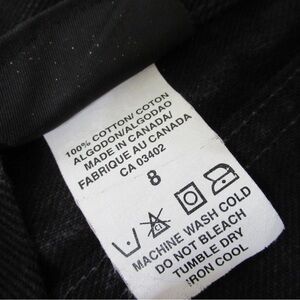 100% COTTON/ COTON
ALGODON/ALGODAO
MADE IN CANADA/
FABRIQUE AU CANADA
CA 03402
8
MACHINE WASH COLD
DO NOT BLEACH
TUMBLE DRY
IRON COOL